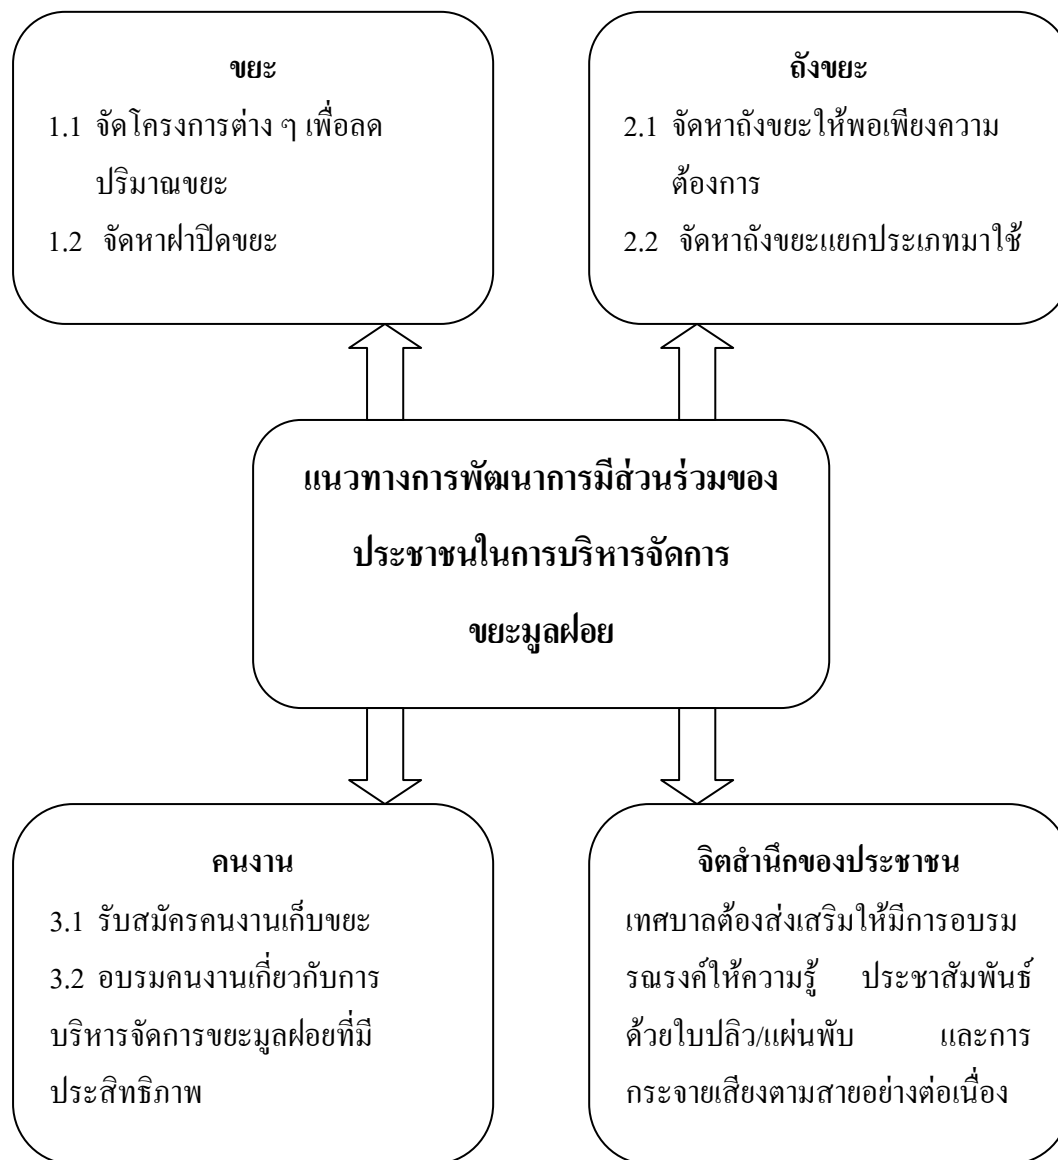 ขยะ
1.1 จัดโครงการต่าง ๆ เพื่อลด
ปริมาณขยะ
1.2 จัดหาฝาปิดขยะ
ถังขยะ
2.1 จัดหาถังขยะให้พอเพียงความ
ต้องการ
2.2 จัดหาถังขยะแยกประเภทมาใช้
แนวทางการพัฒนาการมีส่วนร่วมของ
ประชาชนในการบริหารจัดการ
ขยะมูลฝอย
คนงาน
3.1 รับสมัครคนงานเก็บขยะ
3.2 อบรมคนงานเกี่ยวกับการ
บริหารจัดการขยะมูลฝอยที่มี
ประสิทธิภาพ
จิตสำนึกของประชาชน
เทศบาลต้องส่งเสริมให้มีการอบรม
รณรงค์ให้ความรู้ ประชาสัมพันธ์
ด้วยใบปลิว/แผ่นพับ และการ
กระจายเสียงตามสายอย่างต่อเนื่อง